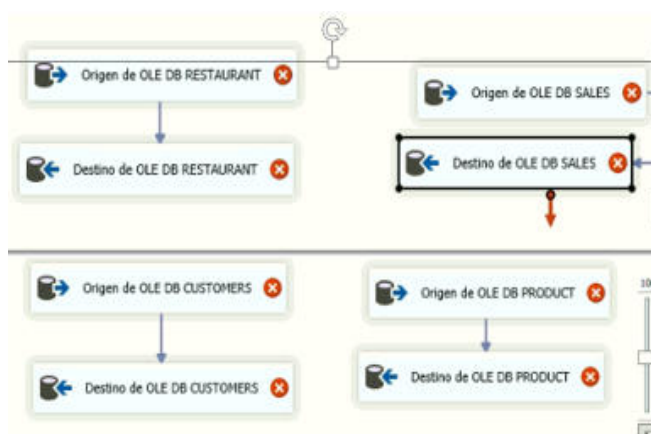 Origen de OLE DB RESTAURANT
Origen de OLE DB SALES
Destino de OLE DB RESTAURANT
Destino de OLE DB SALES
Origen de OLE DB CUSTOMERS
Origen de OLE DB PRODUCT
Destino de OLE DB CUSTOMERS
Destino de OLE DB PRODUCT